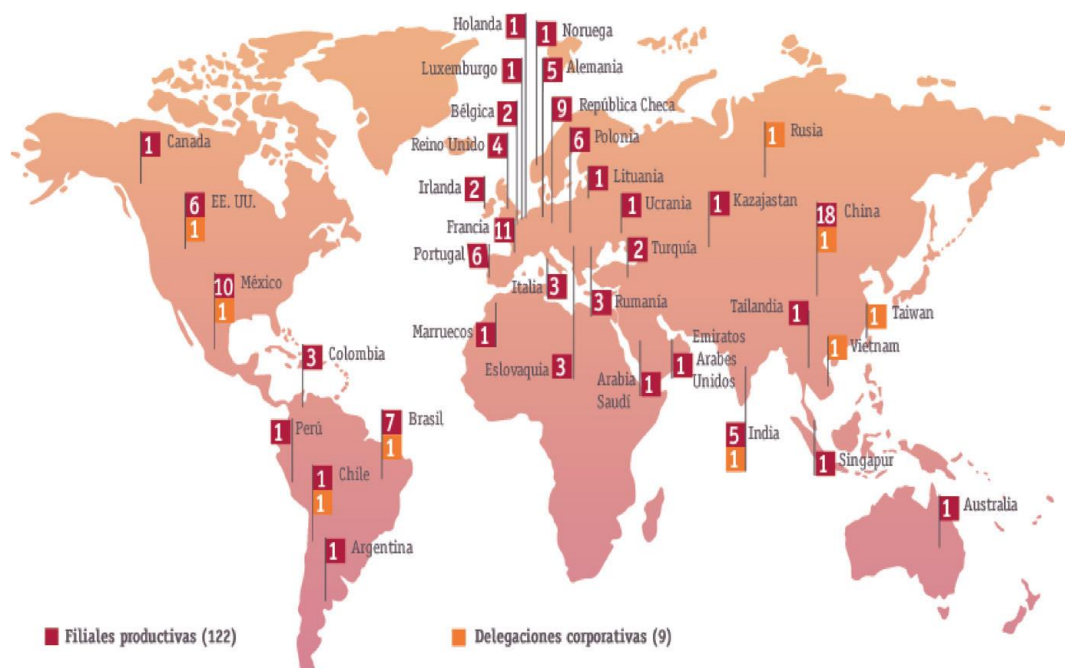 Holanda 1
1 Noruega
Luxemburgo 1
5 Alemania
Bélgica 2
9 República Checa
Reino Unido 4
6 Polonia
1 Rusia
1 Canada
Irlanda 2
1 Lituania
6 EE. UU.
1
1 Ucrania
1 Kazajastan
18 China
1
Francia 11
Portugal 6
2 Turquía
10 México
1
Italia 3
3 Rumanía
Tailandia 1
1 Taiwan
Marruecos 1
1 Vietnam
3 Colombia
Eslovaquia 3
Arabia
Saudí 1
Emiratos
1 Arabes
Unidos
7 Brasil
1
1 Perú
5 India
1
1 Singapur
1 Chile
1
1 Australia
1 Argentina
Filiales productivas (122)
Delegaciones corporativas (9)